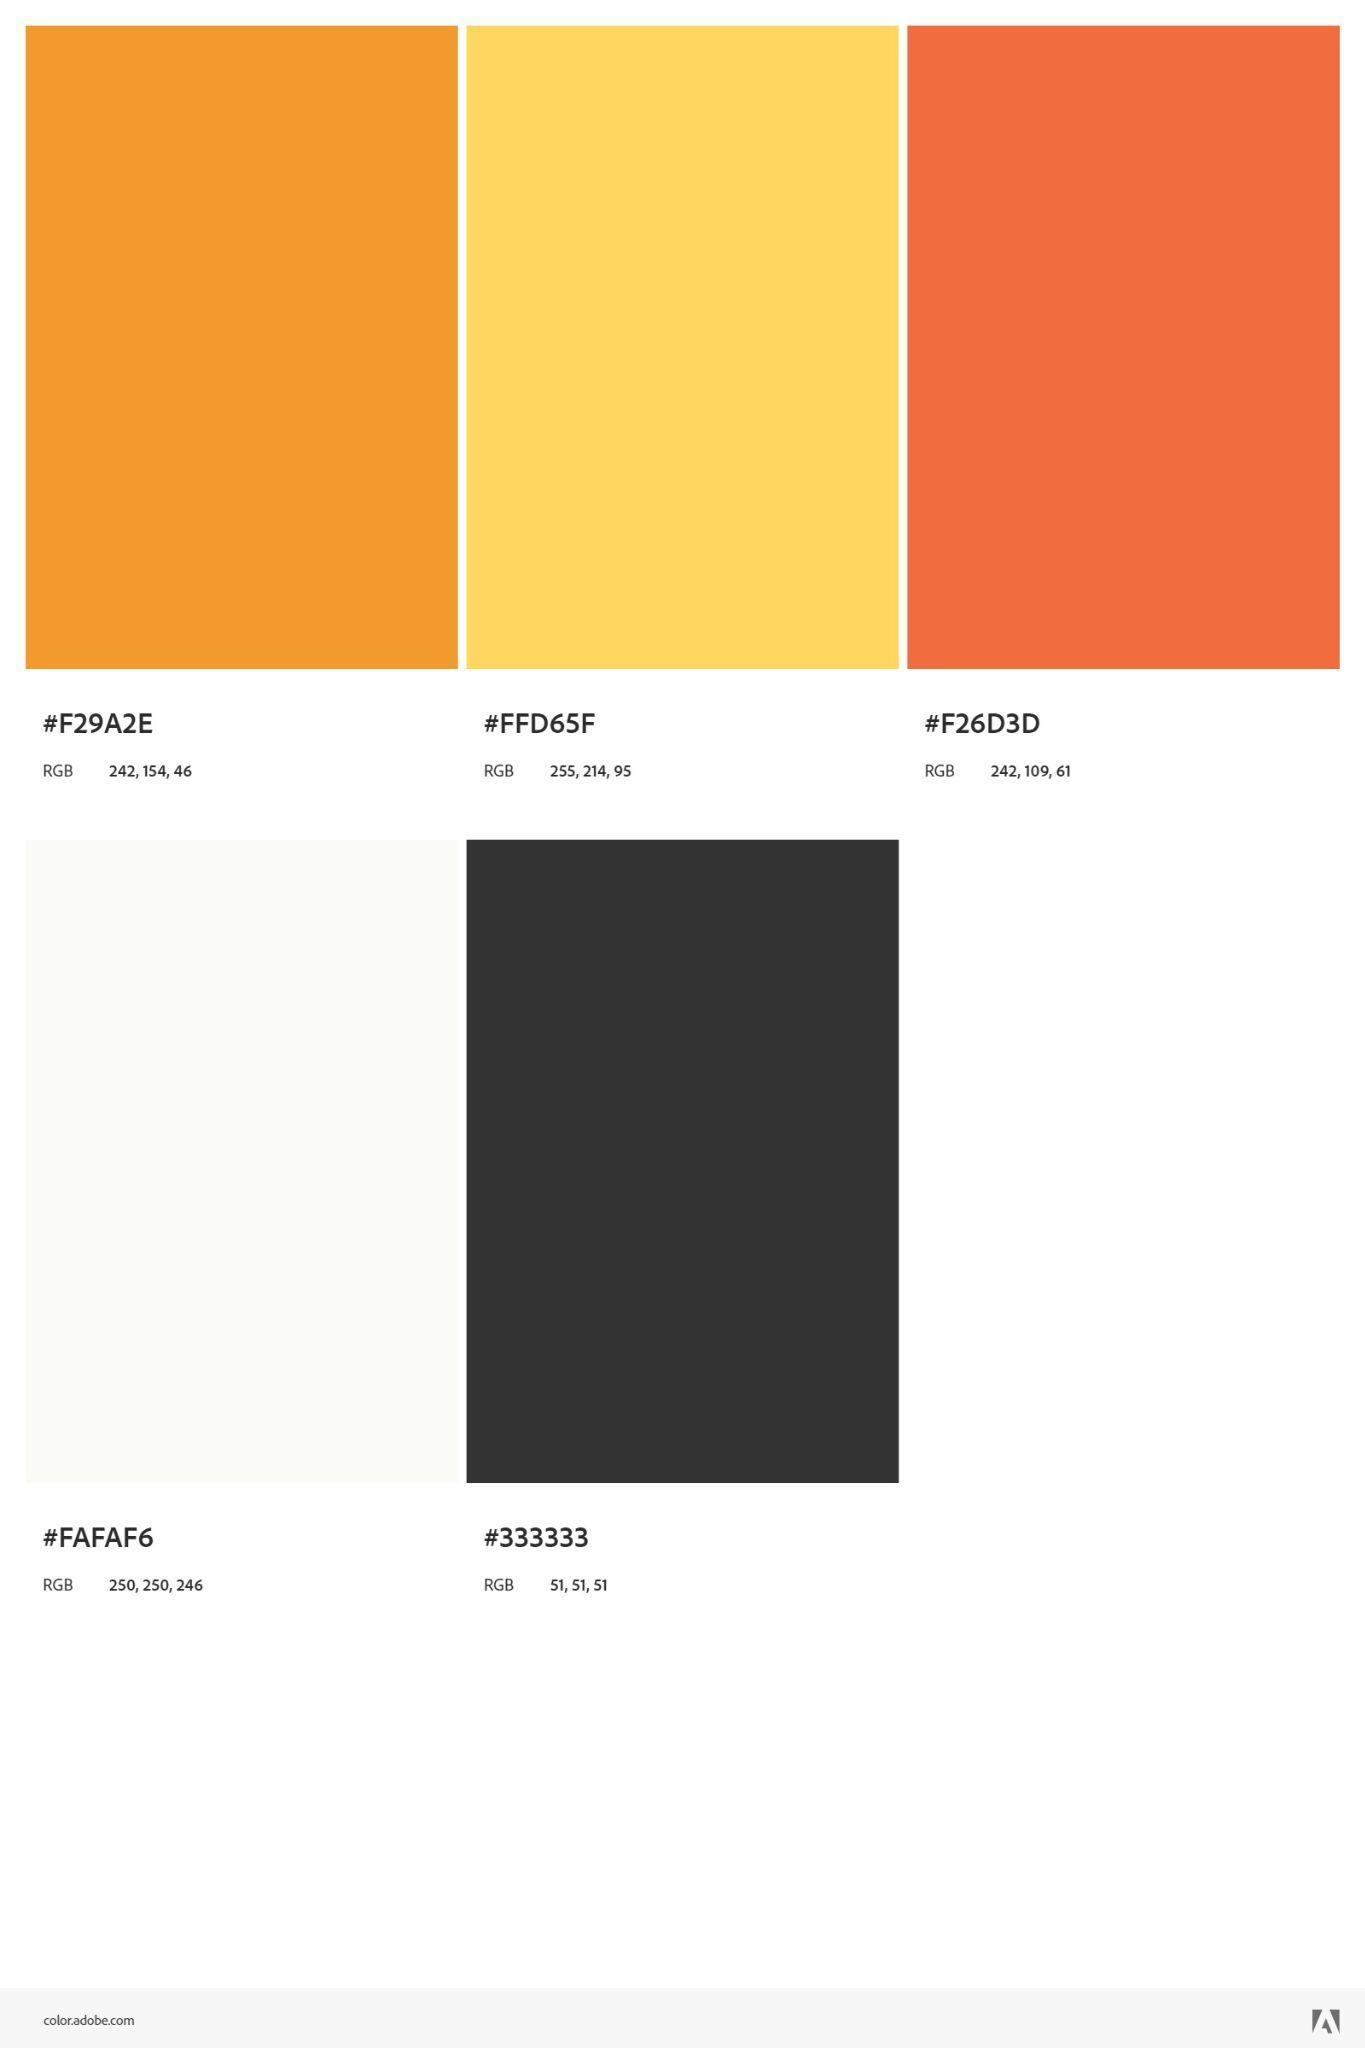 #F29A2E #FFD65F #F26D3D
RGB 242, 154, 46 RGB 255, 214, 95 RGB 242, 109, 61
#FAFAF6 #333333
RGB 250, 250, 246 RGB 51, 51, 51
color.adobe.com